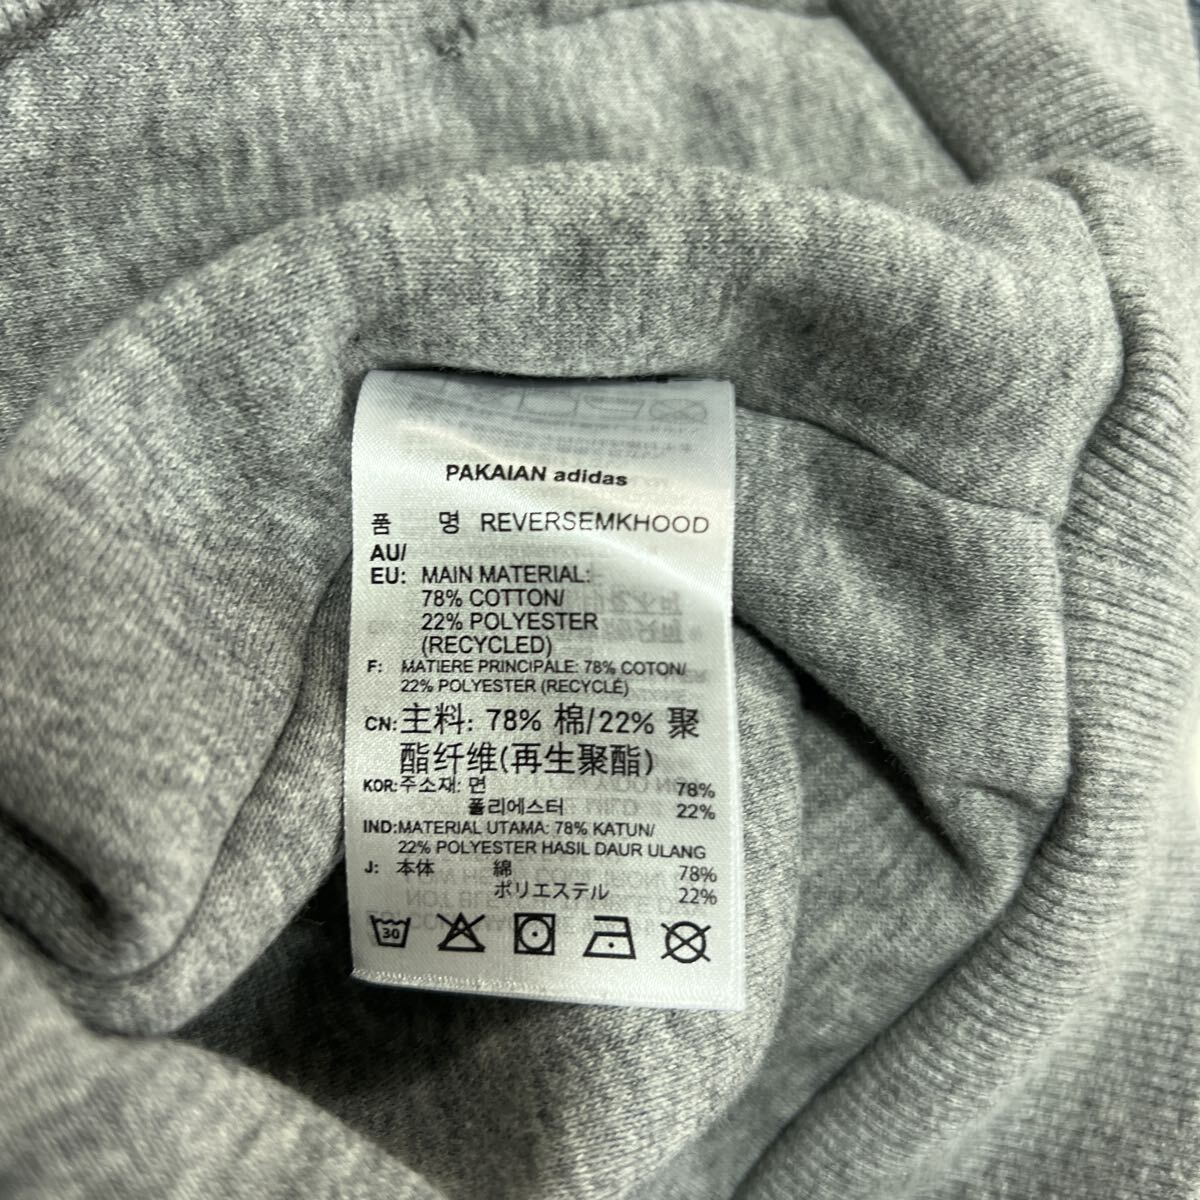 PAKAIAN adidas
품 명 REVERSEMKHOOD
AU/
EU: MAIN MATERIAL:
78% COTTON/
22% POLYESTER
(RECYCLED)
F: MATIERE PRINCIPALE: 78% COTON/
22% POLYESTER (RECYCLÉ)
CN: 主料: 78% 棉/22% 聚
酯纤维(再生聚酯)
KOR: 주소재: 면 78%
폴리에스터 22%
IND: MATERIAL UTAMA: 78% KATUN/
22% POLYESTER HASIL DAUR ULANG
J: 本体 綿 78%
ポリエステル 22%
30